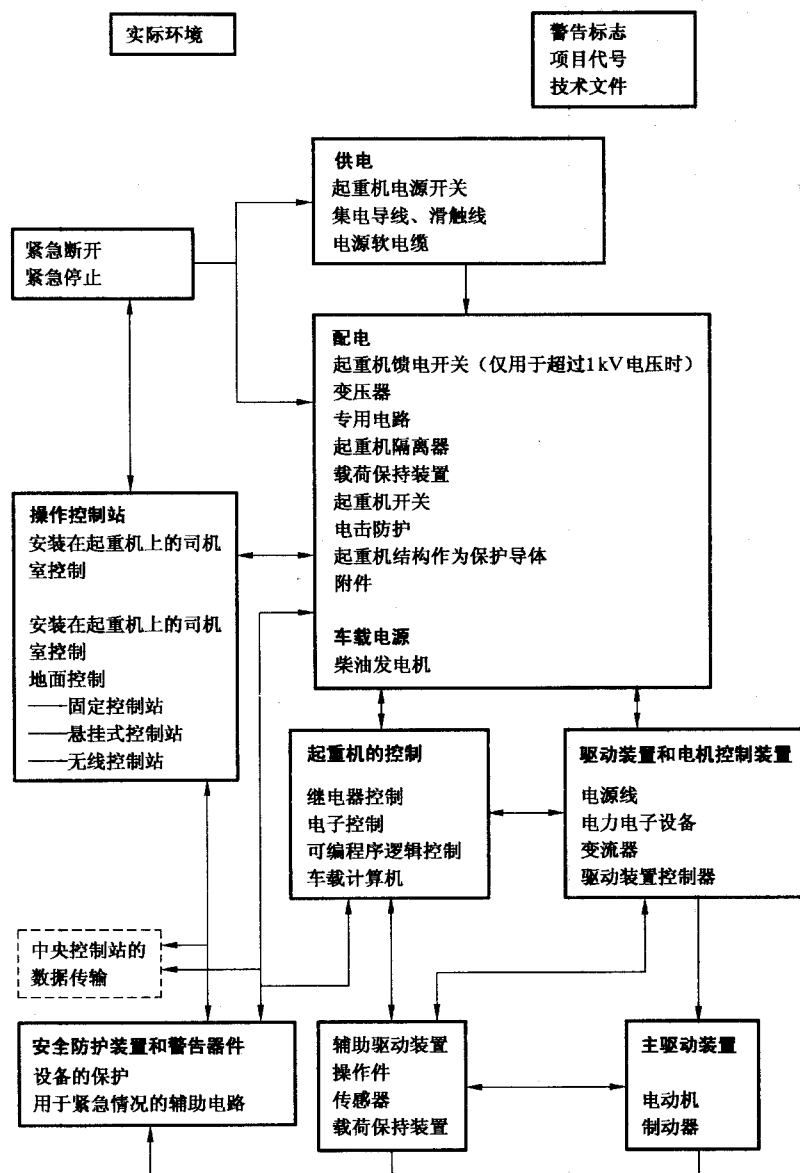 实际环境
警告标志
项目代号
技术文件
供电
起重机电源开关
集电导线、滑触线
电源软电缆
紧急断开
紧急停止
配电
起重机馈电开关（仅用于超过1kV电压时）
变压器
专用电路
起重机隔离器
载荷保持装置
起重机开关
电击防护
起重机结构作为保护导体
附件
车载电源
柴油发电机
操作控制站
安装在起重机上的司机
室控制
安装在起重机上的司机
室控制
地面控制
——固定控制站
——悬挂式控制站
——无线控制站
起重机的控制
继电器控制
电子控制
可编程序逻辑控制
车载计算机
驱动装置和电机控制装置
电源线
电力电子设备
变流器
驱动装置控制器
中央控制站的
数据传输
安全防护装置和警告器件
设备的保护
用于紧急情况的辅助电路
辅助驱动装置
操作件
传感器
载荷保持装置
主驱动装置
电动机
制动器